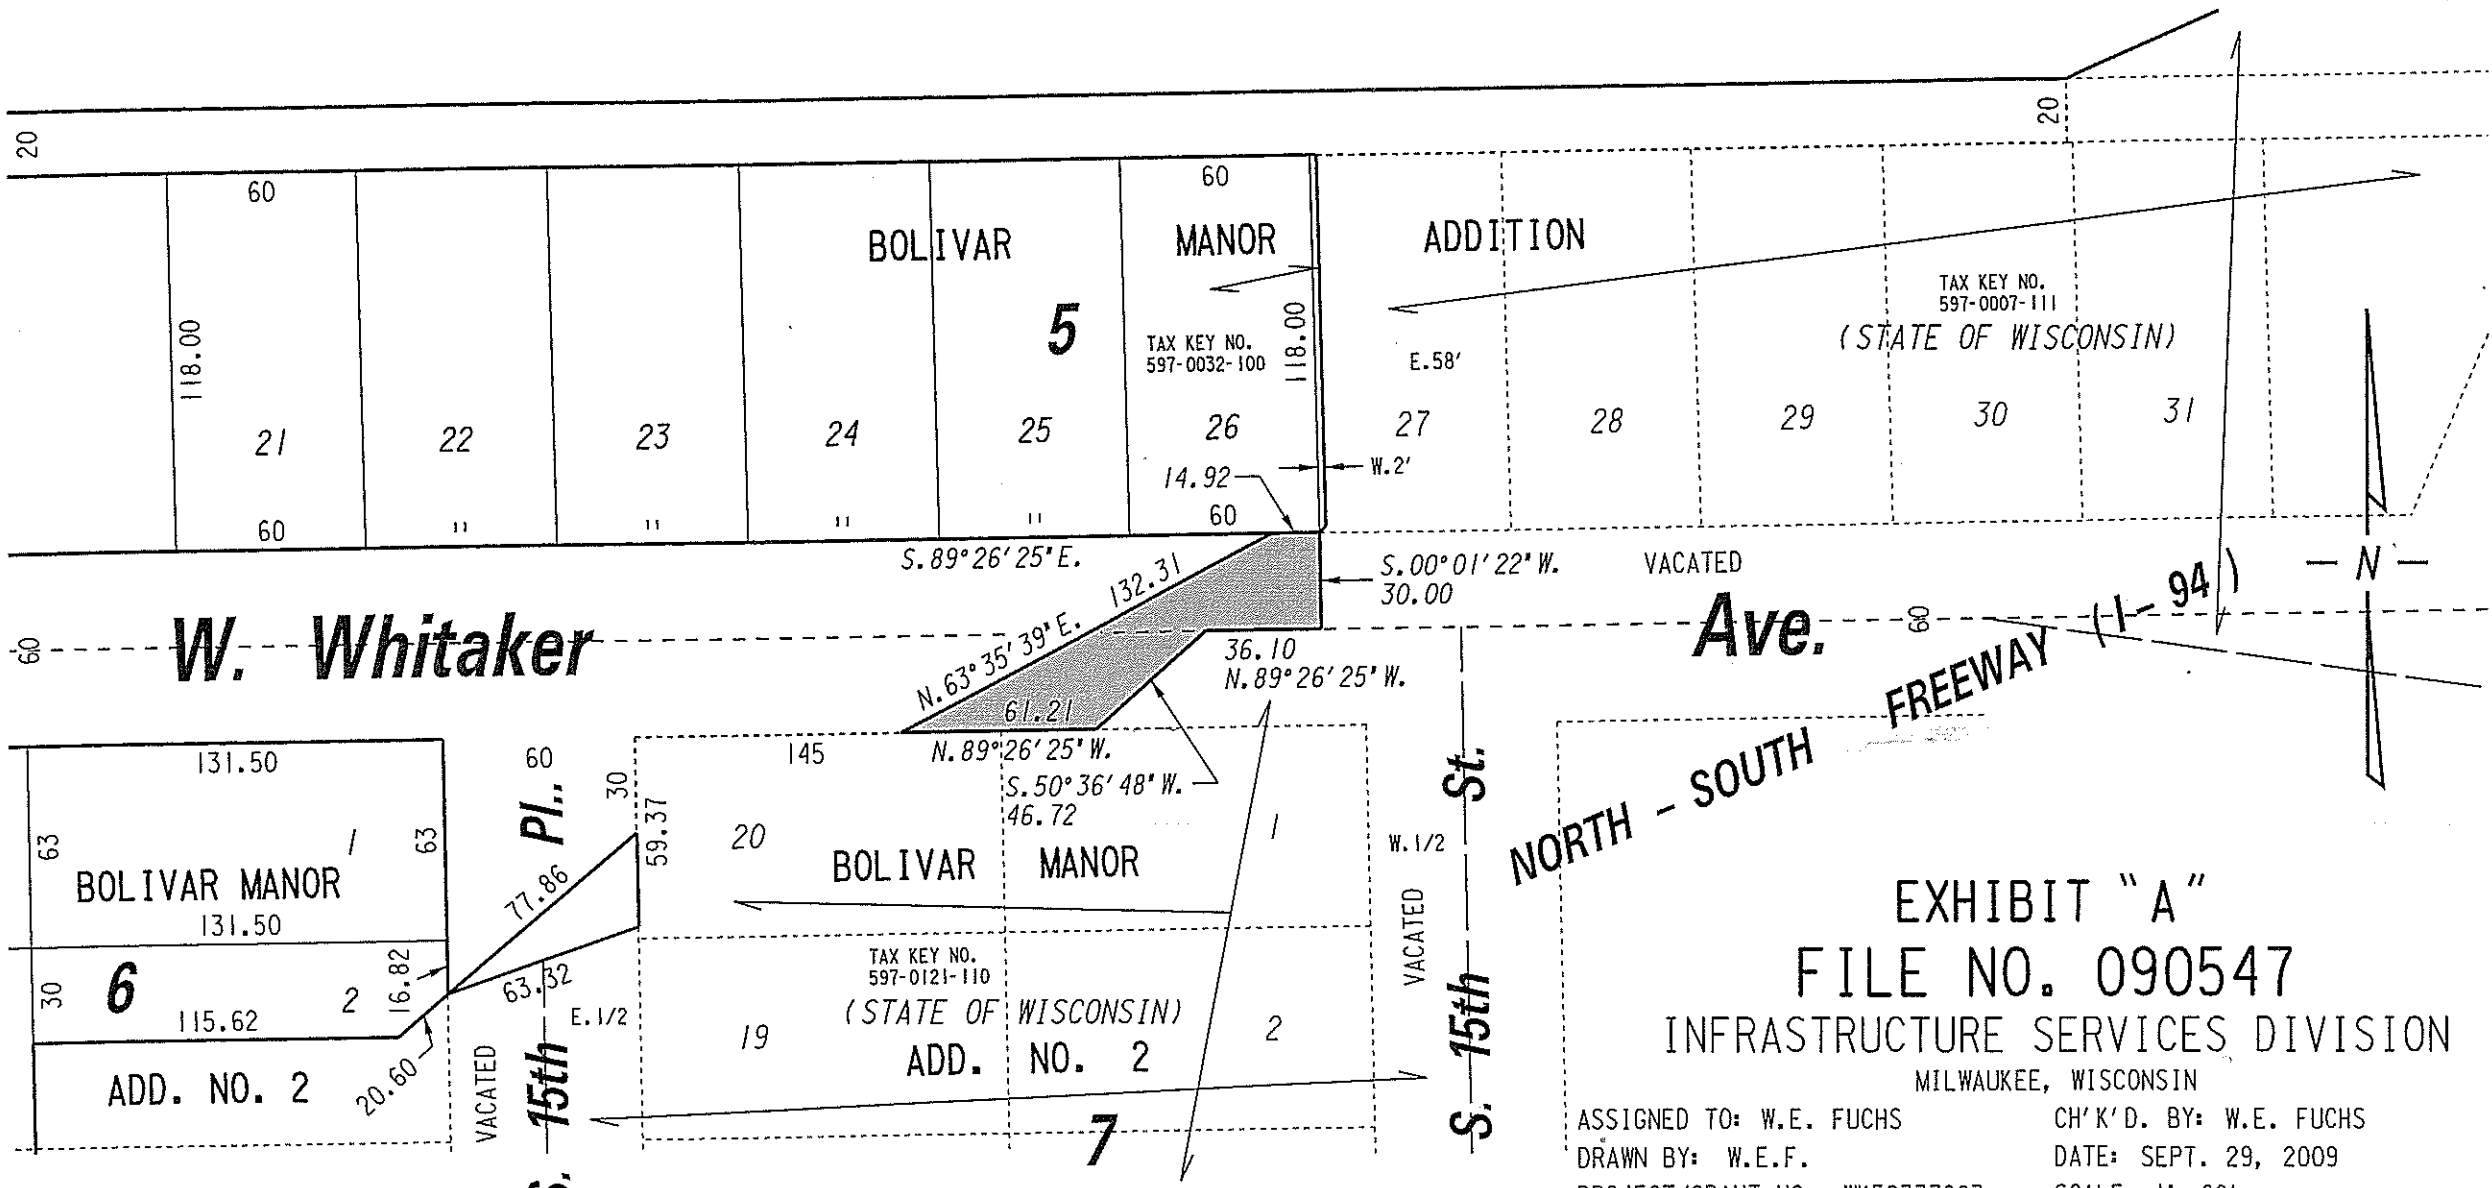 20
20
60
60
BOLIVAR MANOR ADDITION
118.00
5
TAX KEY NO.
597-0032-100
118.00
E.58'
TAX KEY NO.
597-0007-111
(STATE OF WISCONSIN)
21 22 23 24 25 26 27 28 29 30 31
W.2'
14.92
60 " " " " 60
S.89°26'25"E.
132.31
N.63°35'39"E.
S.00°01'22"W.
30.00
VACATED
60
W. Whitaker Ave.
60
— N —
36.10
N.89°26'25"W.
61.21
N.89°26'25"W.
S.50°36'48"W.
46.72
NORTH - SOUTH FREEWAY (I-94)
131.50
63
1
63
BOLIVAR MANOR
131.50
6
30
2
16.82
115.62
20.60
ADD. NO. 2
60
30
59.37
77.86
63.32
E.1/2
VACATED
S. 15th Pl.
145
20
1
BOLIVAR MANOR
TAX KEY NO.
597-0121-110
(STATE OF WISCONSIN)
19
2
ADD. NO. 2
7
W.1/2
VACATED
S. 15th St.
EXHIBIT "A"
FILE NO. 090547
INFRASTRUCTURE SERVICES DIVISION
MILWAUKEE, WISCONSIN
ASSIGNED TO: W.E. FUCHS CH'K'D. BY: W.E. FUCHS
DRAWN BY: W.E.F. DATE: SEPT. 29, 2009